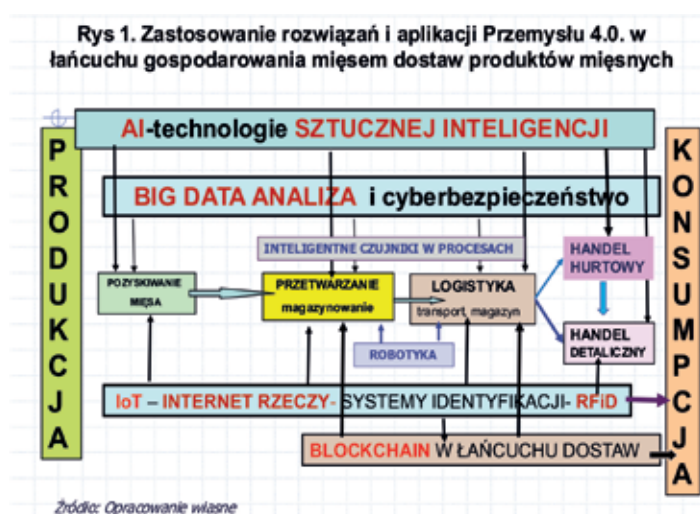 Rys 1. Zastosowanie rozwiązań i aplikacji Przemysłu 4.0. w
łańcuchu gospodarowania mięsem dostaw produktów mięsnych
AI-technologie SZTUCZNEJ INTELIGENCJI
PRODUKCJA
KONSUMPCJA
BIG DATA ANALIZA i cyberbezpieczeństwo
INTELIGENTNE CZUJNIKI W PROCESACH
HANDEL
HURTOWY
POZYSKIWANIE
MIĘSA
PRZETWARZANIE
magazynowanie
LOGISTYKA
transport, magazyn
HANDEL
DETALICZNY
ROBOTYKA
IoT – INTERNET RZECZY- SYSTEMY IDENTYFIKACJI- RFiD
BLOCKCHAIN W ŁAŃCUCHU DOSTAW
Źródło: Opracowanie własne